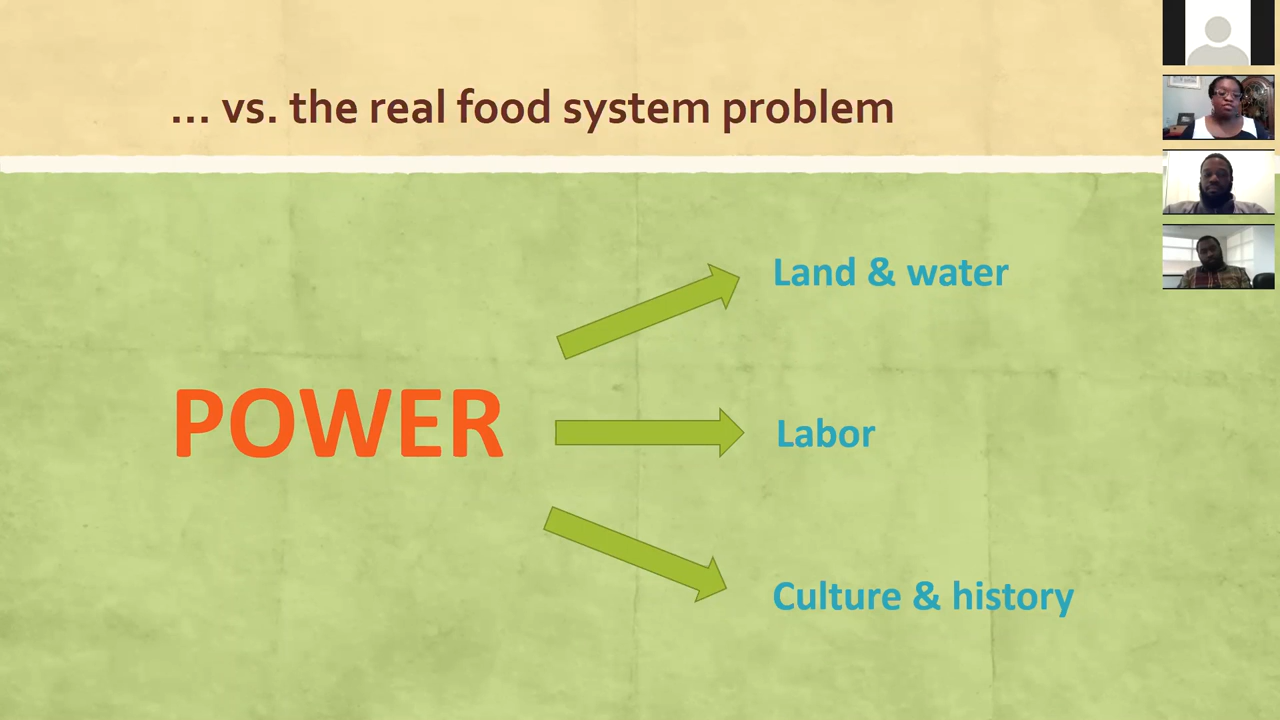 ... vs. the real food system problem
Land & water
POWER
Labor
Culture & history